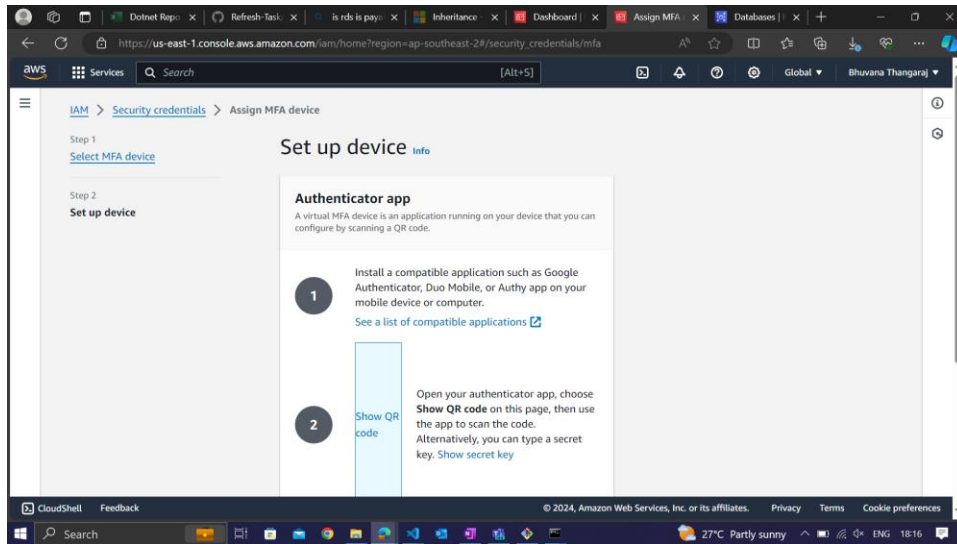 Dotnet Repo
Refresh-Task
is rds is paya
Inheritance
Dashboard |
Assign MFA
Databases |
https://us-east-1.console.aws.amazon.com/iam/home?region=ap-southeast-2#/security_credentials/mfa
aws
Services
Search
[Alt+S]
Global
Bhuvana Thangaraj
IAM > Security credentials > Assign MFA device
Step 1
Select MFA device
Step 2
Set up device
Set up device Info
Authenticator app
A virtual MFA device is an application running on your device that you can
configure by scanning a QR code.
1
Install a compatible application such as Google
Authenticator, Duo Mobile, or Authy app on your
mobile device or computer.
See a list of compatible applications
2
Show QR
code
Open your authenticator app, choose
Show QR code on this page, then use
the app to scan the code.
Alternatively, you can type a secret
key. Show secret key
CloudShell Feedback
© 2024, Amazon Web Services, Inc. or its affiliates. Privacy Terms Cookie preferences
Search
27°C Partly sunny
ENG
18:16